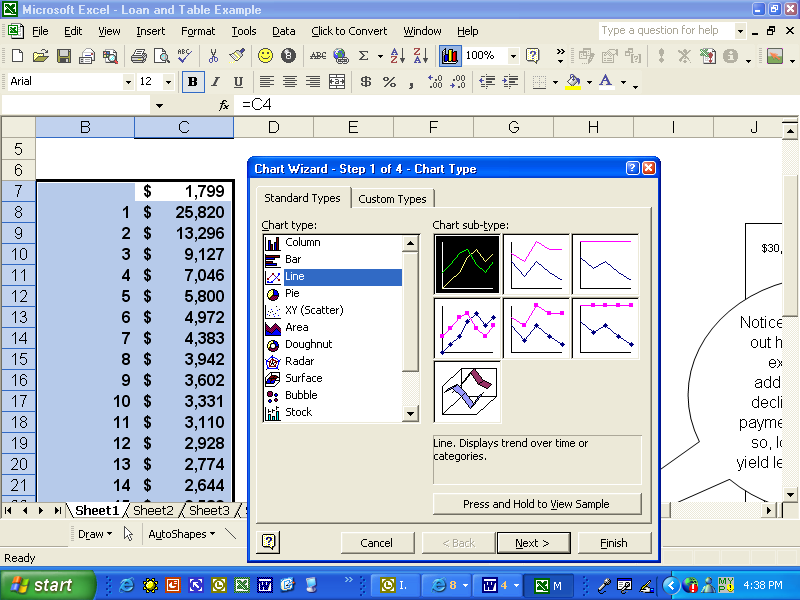 Microsoft Excel - Loan and Table Example
File Edit View Insert Format Tools Data Click to Convert Window Help Type a question for help
100%
Arial 12 B I U $ %
fx =C4
B C D E F G H I J
5
6
7 $ 1,799
8 1 $ 25,820
9 2 $ 13,296
10 3 $ 9,127
11 4 $ 7,046
12 5 $ 5,800
13 6 $ 4,972
14 7 $ 4,383
15 8 $ 3,942
16 9 $ 3,602
17 10 $ 3,331
18 11 $ 3,110
19 12 $ 2,928
20 13 $ 2,774
21 14 $ 2,644
Chart Wizard - Step 1 of 4 - Chart Type
Standard Types Custom Types
Chart type:
Column
Bar
Line
Pie
XY (Scatter)
Area
Doughnut
Radar
Surface
Bubble
Stock
Chart sub-type:
Line. Displays trend over time or
categories.
Press and Hold to View Sample
Cancel < Back Next > Finish
$30,
Notice
out h
ex
add
decli
payme
so, lo
yield le
Sheet1 Sheet2 Sheet3
Draw AutoShapes
Ready
start I. 8 4 M 4:38 PM